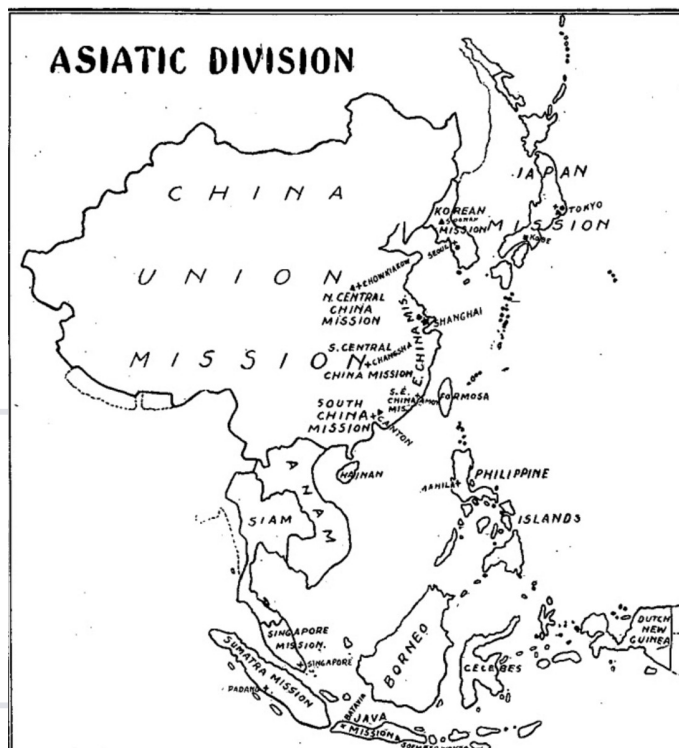 ASIATIC DIVISION
CHINA
UNION
MISSION
JAPAN
MISSION
TOKYO
KOBE
KOREAN
MISSION
SEOUL
CHOWKIAKOW
N. CENTRAL
CHINA
MISSION
SHANGHAI
E. CHINA MIS.
S. CENTRAL
CHANGSHA
CHINA MISSION
S.E.
CHINA
MIS.
AMOY
FORMOSA
SOUTH
CHINA
MISSION
CANTON
HAINAN
ANAM
SIAM
MANILA
PHILIPPINE
ISLANDS
SINGAPORE
MISSION.
SINGAPORE
SUMATRA MISSION
PADANG
BORNEO
CELEBES
DUTCH
NEW
GUINEA
BATAVIA
JAVA
MISSION